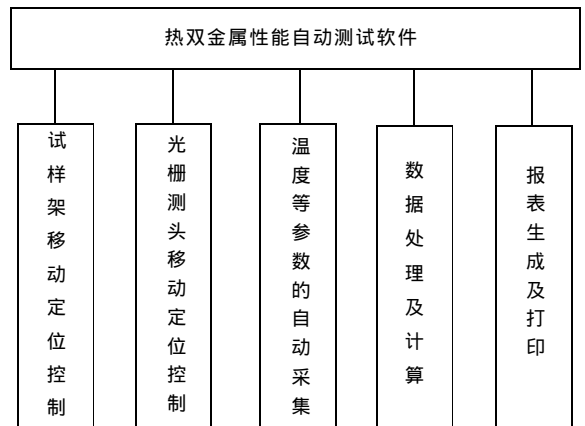 热双金属性能自动测试软件
试样架移动定位控制
光栅测头移动定位控制
温度等参数的自动采集
数据处理及计算
报表生成及打印